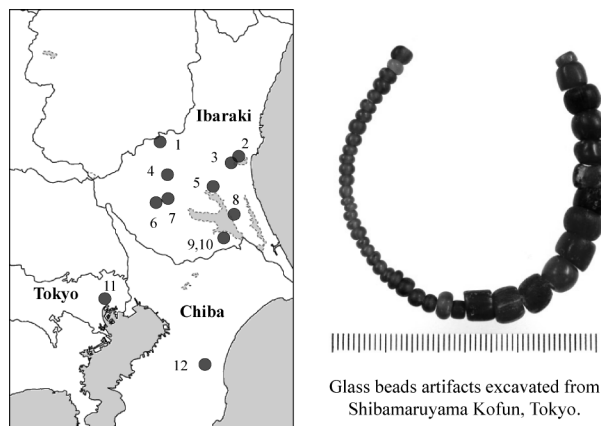 Ibaraki
1
2
3
4
5
6
7
8
9,10
Tokyo
11
Chiba
12
Glass beads artifacts excavated from
Shibamaruyama Kofun, Tokyo.